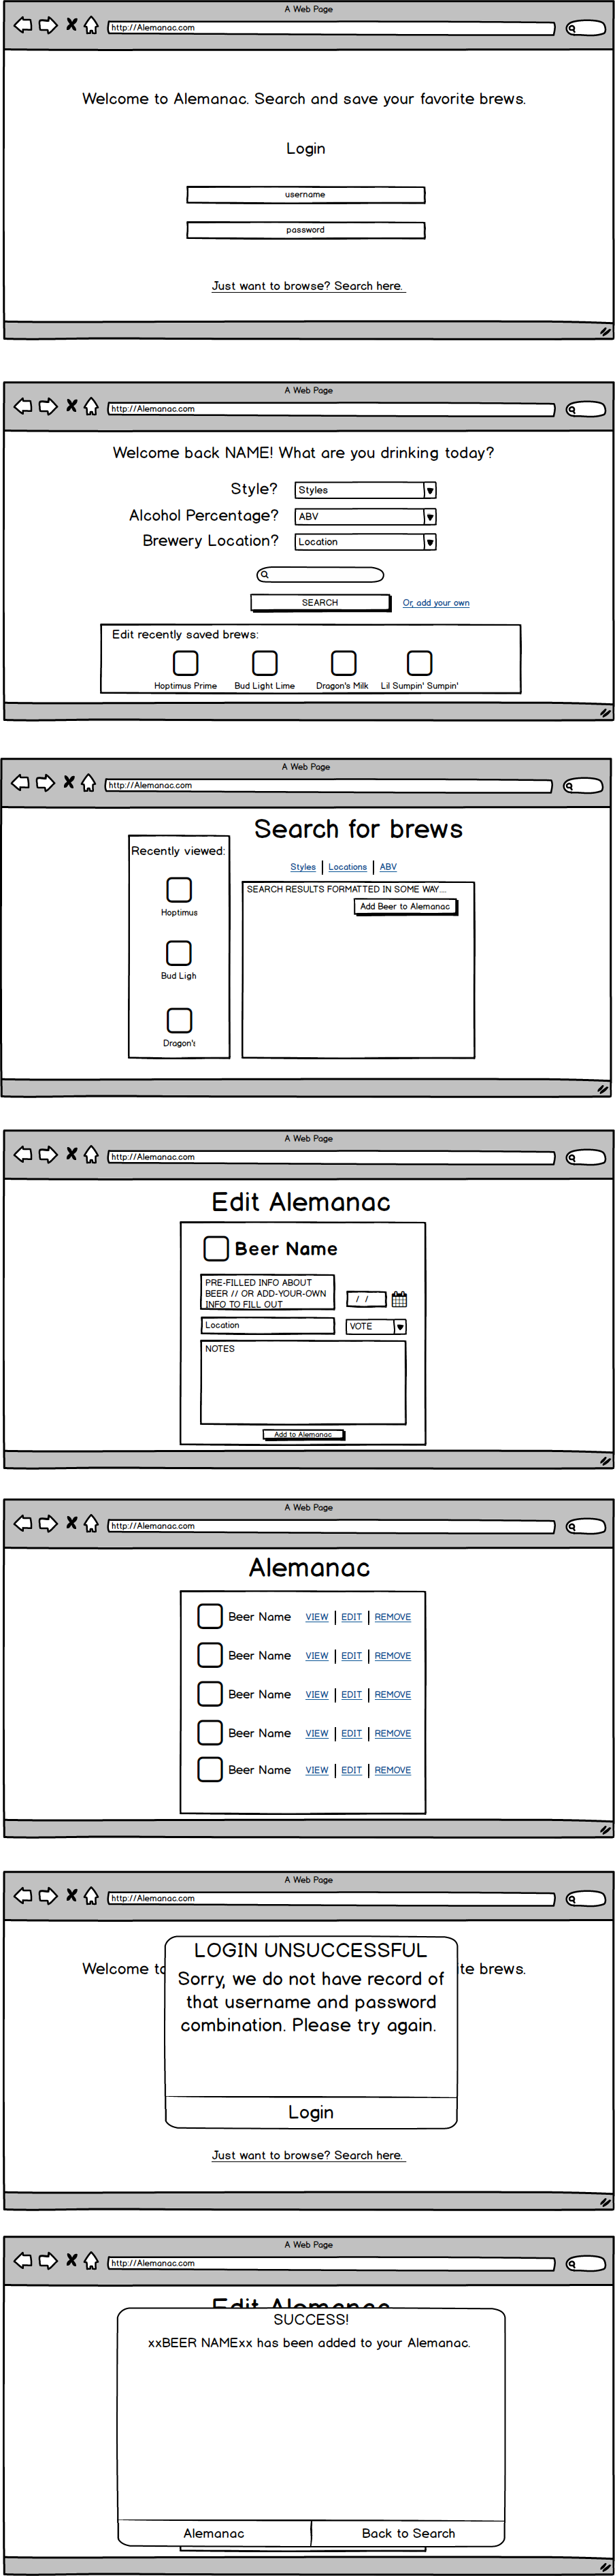 A Web Page
http://Alemanac.com
Welcome to Alemanac. Search and save your favorite brews.
Login
username
password
Just want to browse? Search here.
A Web Page
http://Alemanac.com
Welcome back NAME! What are you drinking today?
Style? Styles
Alcohol Percentage? ABV
Brewery Location? Location
SEARCH Or, add your own
Edit recently saved brews:
Hoptimus Prime Bud Light Lime Dragon's Milk Lil Sumpin' Sumpin'
A Web Page
http://Alemanac.com
Search for brews
Recently viewed:
Styles | Locations | ABV
SEARCH RESULTS FORMATTED IN SOME WAY...
Add Beer to Alemanac
Hoptimus
Bud Ligh
Dragon's
A Web Page
http://Alemanac.com
Edit Alemanac
Beer Name
PRE-FILLED INFO ABOUT
BEER // OR ADD-YOUR-OWN
INFO TO FILL OUT
/ /
Location
VOTE
NOTES
Add to Alemanac
A Web Page
http://Alemanac.com
Alemanac
Beer Name VIEW | EDIT | REMOVE
Beer Name VIEW | EDIT | REMOVE
Beer Name VIEW | EDIT | REMOVE
Beer Name VIEW | EDIT | REMOVE
Beer Name VIEW | EDIT | REMOVE
A Web Page
http://Alemanac.com
LOGIN UNSUCCESSFUL
Welcome to te brews.
Sorry, we do not have record of
that username and password
combination. Please try again.
Login
Just want to browse? Search here.
A Web Page
http://Alemanac.com
Edit Alemanac
SUCCESS!
xxBEER NAMExx has been added to your Alemanac.
Alemanac Back to Search